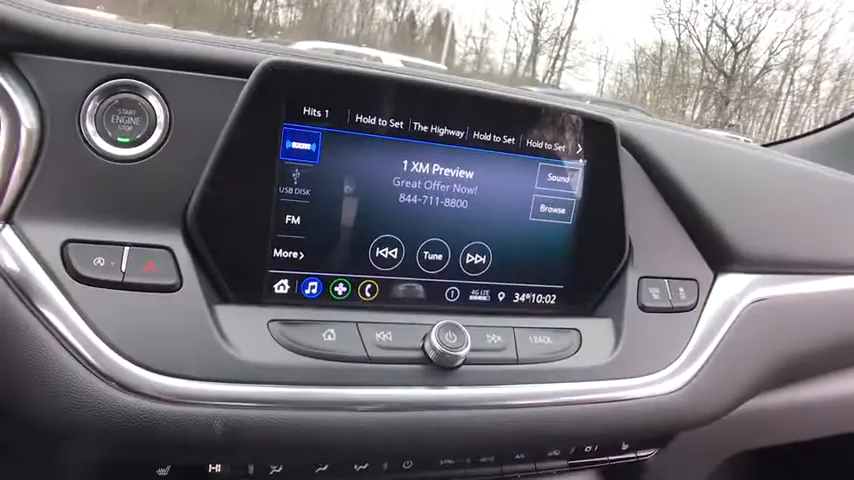 START
ENGINE
STOP
Hits 1
Hold to Set
The Highway
Hold to Set
Hold to Set
SXM
1 XM Preview
Great Offer Now!
844-711-8800
Sound
Browse
USB DISK
FM
More
Tune
4G LTE
34°10:02
BACK